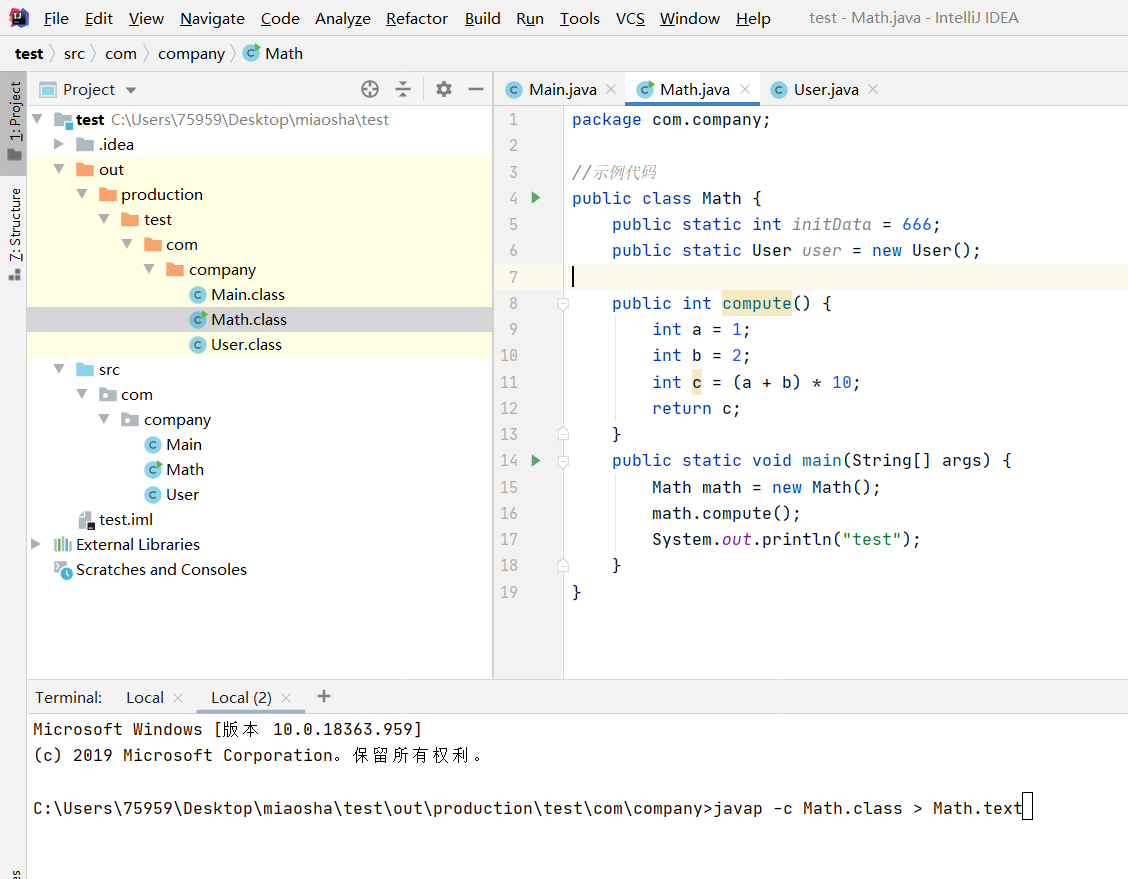 File Edit View Navigate Code Analyze Refactor Build Run Tools VCS Window Help test - Math.java - IntelliJ IDEA
test src com company Math
1: Project
7: Structure
Project
test C:\Users\75959\Desktop\miaosha\test
.idea
out
production
test
com
company
Main.class
Math.class
User.class
src
com
company
Main
Math
User
test.iml
External Libraries
Scratches and Consoles
Main.java Math.java User.java
1 package com.company;
2
3 //示例代码
4 public class Math {
5 public static int initData = 666;
6 public static User user = new User();
7
8 public int compute() {
9 int a = 1;
10 int b = 2;
11 int c = (a + b) * 10;
12 return c;
13 }
14 public static void main(String[] args) {
15 Math math = new Math();
16 math.compute();
17 System.out.println("test");
18 }
19 }
Terminal: Local Local (2) +
Microsoft Windows [版本 10.0.18363.959]
(c) 2019 Microsoft Corporation。保留所有权利。
C:\Users\75959\Desktop\miaosha\test\out\production\test\com\company>javap -c Math.class > Math.text